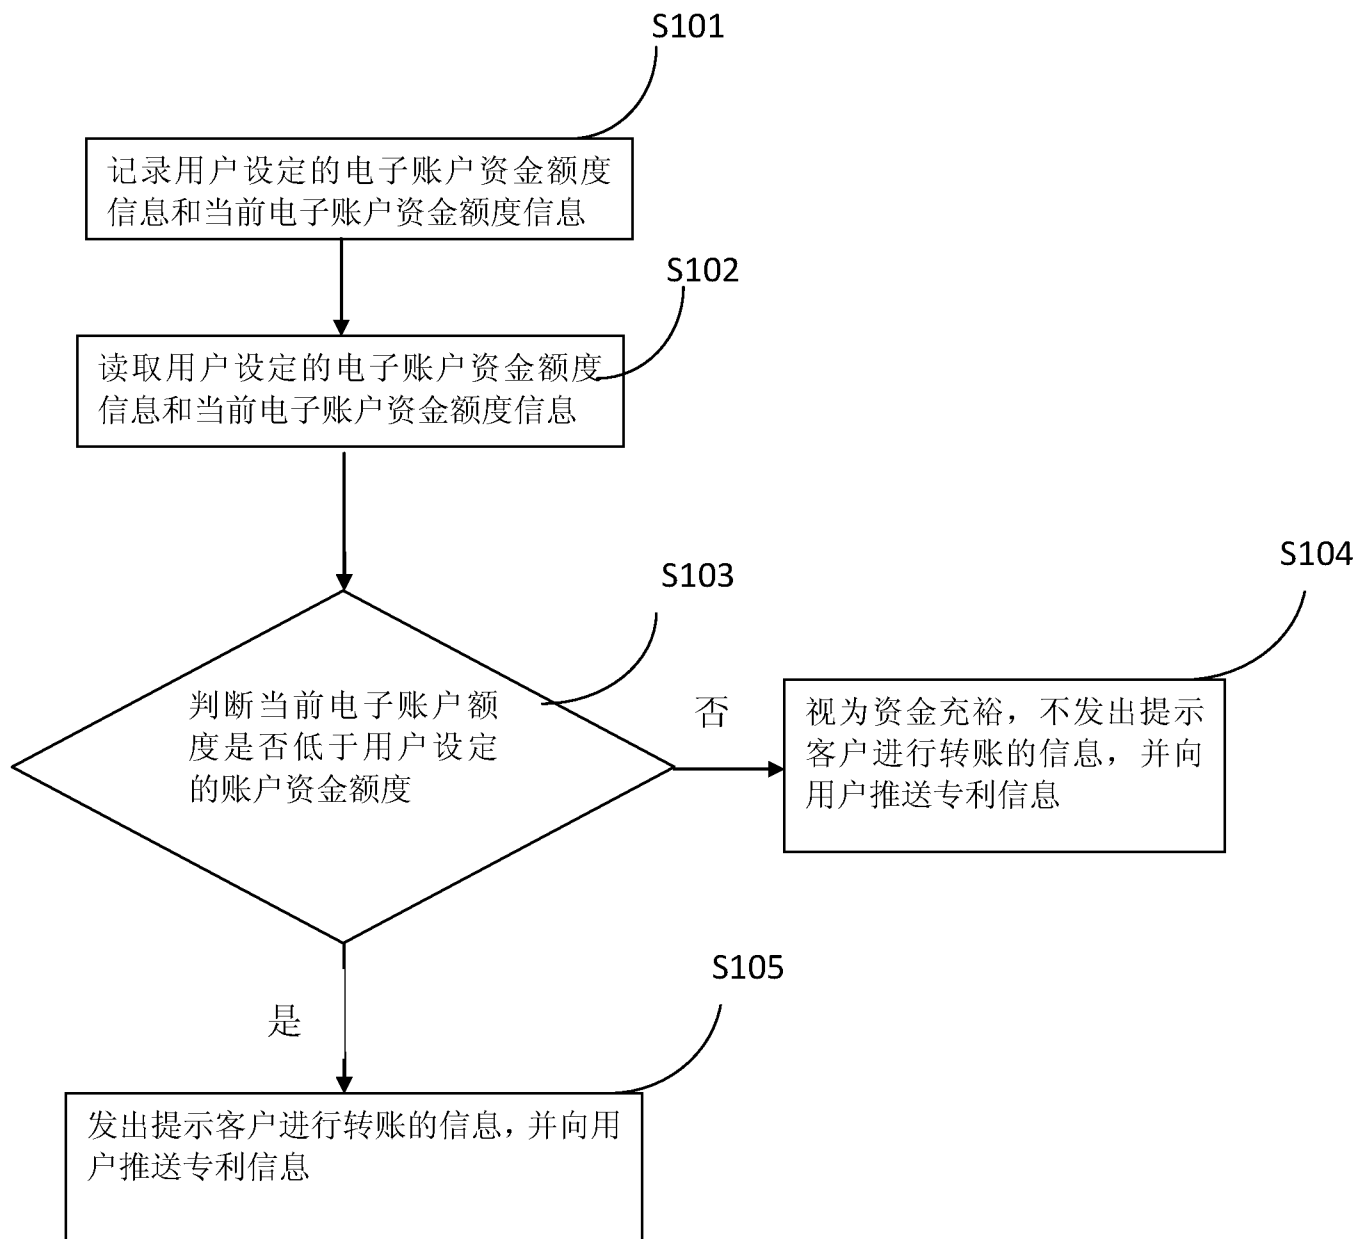 S101
记录用户设定的电子账户资金额度
信息和当前电子账户资金额度信息
S102
读取用户设定的电子账户资金额度
信息和当前电子账户资金额度信息
S103
判断当前电子账户额
度是否低于用户设定
的账户资金额度
否
S104
视为资金充裕，不发出提示
客户进行转账的信息，并向
用户推送专利信息
是
S105
发出提示客户进行转账的信息，并向用
户推送专利信息